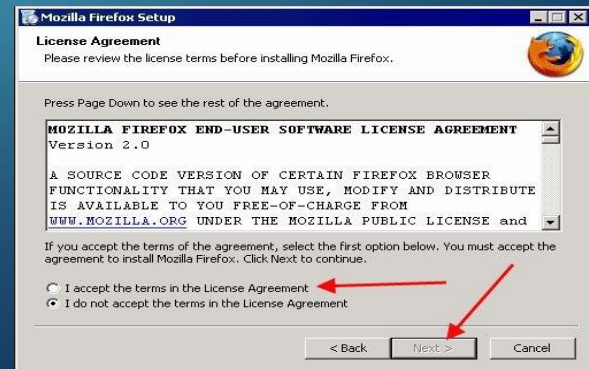 Mozilla Firefox Setup
License Agreement
Please review the license terms before installing Mozilla Firefox.
Press Page Down to see the rest of the agreement.
MOZILLA FIREFOX END-USER SOFTWARE LICENSE AGREEMENT
Version 2.0
A SOURCE CODE VERSION OF CERTAIN FIREFOX BROWSER
FUNCTIONALITY THAT YOU MAY USE, MODIFY AND DISTRIBUTE
IS AVAILABLE TO YOU FREE-OF-CHARGE FROM
WWW.MOZILLA.ORG UNDER THE MOZILLA PUBLIC LICENSE and
If you accept the terms of the agreement, select the first option below. You must accept the
agreement to install Mozilla Firefox. Click Next to continue.
I accept the terms in the License Agreement
I do not accept the terms in the License Agreement
< Back Next > Cancel